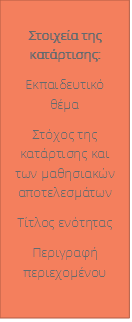 Στοιχεία της
κατάρτισης:
Εκπαιδευτικό
θέμα
Στόχος της
κατάρτισης και
των μαθησιακών
αποτελεσμάτων
Τίτλος ενότητας
Περιγραφή
περιεχομένου